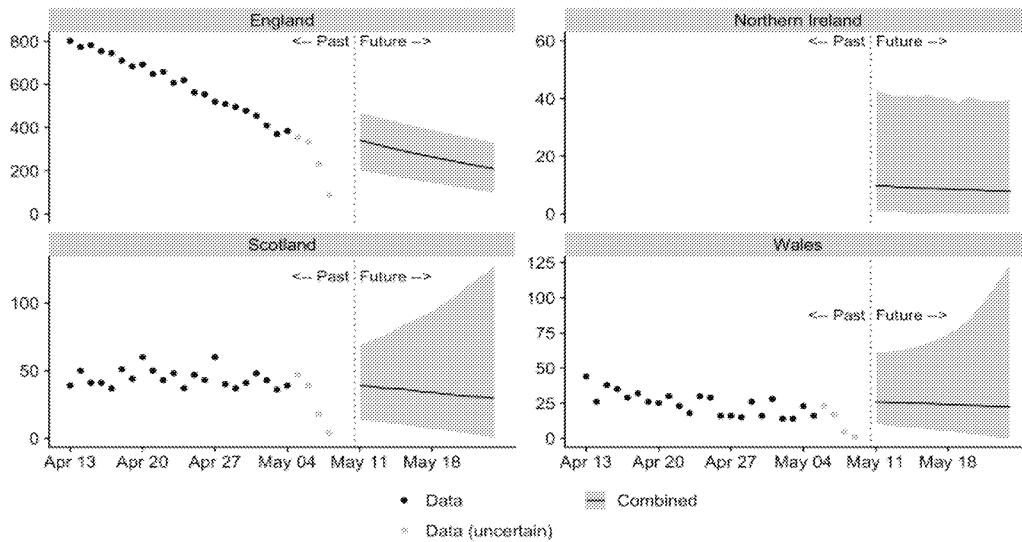 England
Northern Ireland
800
600
400
200
0
<-- Past Future -->
60
40
20
0
<-- Past Future -->
Scotland
Wales
100
50
0
<-- Past Future -->
125
100
75
50
25
0
<-- Past Future -->
Apr 13 Apr 20 Apr 27 May 04 May 11 May 18
Apr 13 Apr 20 Apr 27 May 04 May 11 May 18
Data Combined
Data (uncertain)